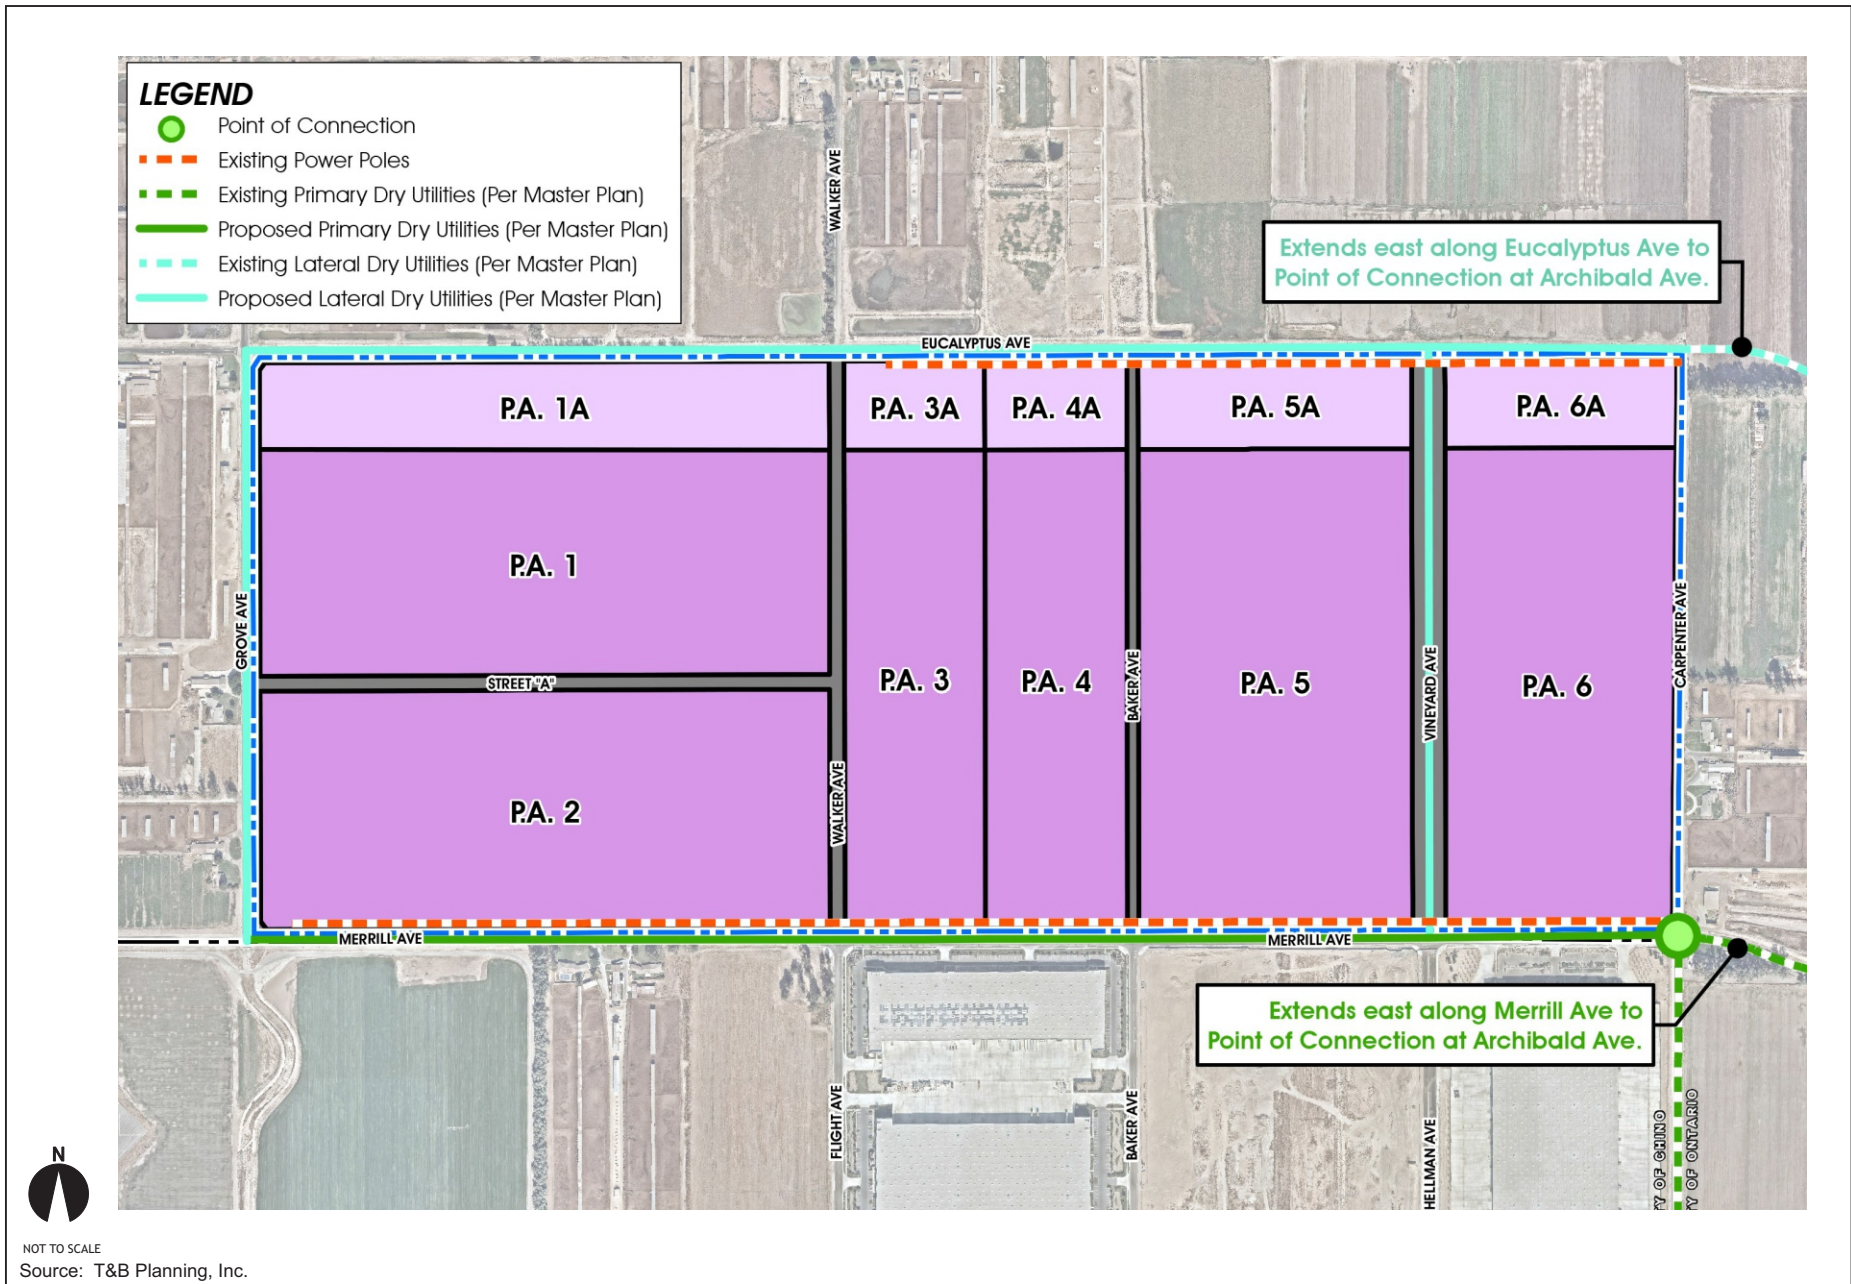 LEGEND
Point of Connection
Existing Power Poles
Existing Primary Dry Utilities (Per Master Plan)
Proposed Primary Dry Utilities (Per Master Plan)
Existing Lateral Dry Utilities (Per Master Plan)
Proposed Lateral Dry Utilities (Per Master Plan)
WALKER AVE
Extends east along Eucalyptus Ave to
Point of Connection at Archibald Ave.
EUCALYPTUS AVE
P.A. 1A
P.A. 3A
P.A. 4A
P.A. 5A
P.A. 6A
P.A. 1
GROVE AVE
STREET "A"
P.A. 3
P.A. 4
BAKER AVE
P.A. 5
VINEYARD AVE
P.A. 6
CARPENTER AVE
P.A. 2
WALKER AVE
MERRILL AVE
MERRILL AVE
Extends east along Merrill Ave to
Point of Connection at Archibald Ave.
FLIGHT AVE
BAKER AVE
HELLMAN AVE
Y OF CHINO
Y OF ONTARIO
N
NOT TO SCALE
Source: T&B Planning, Inc.